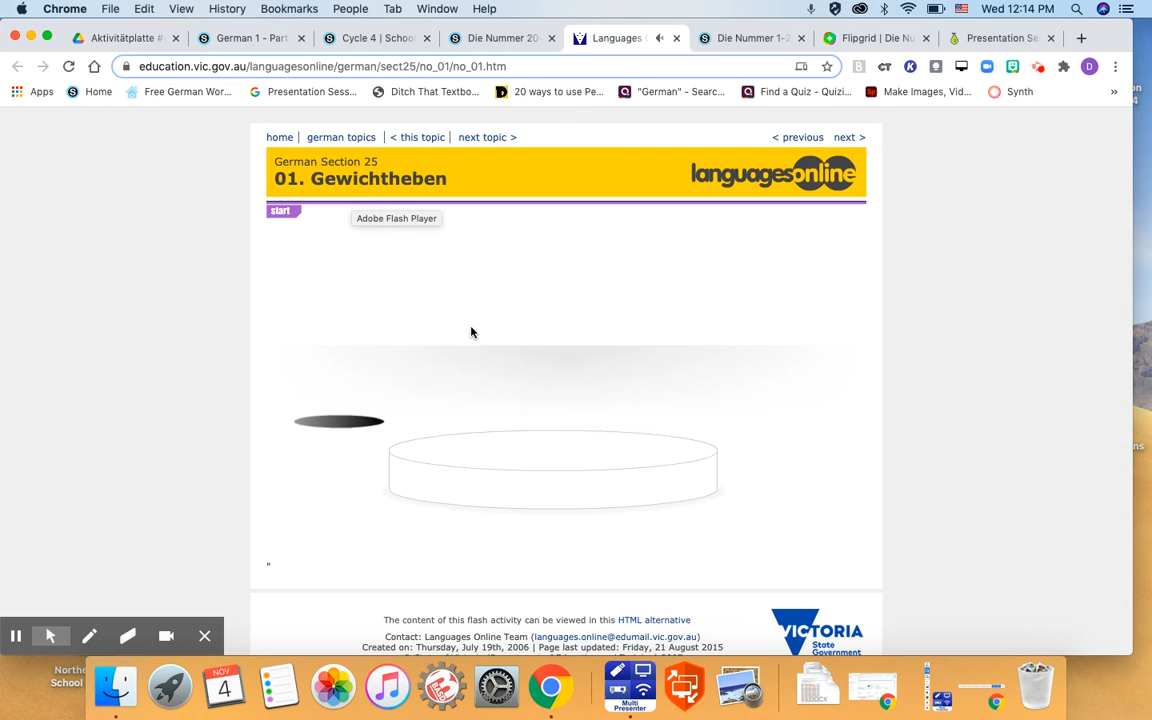 Chrome File Edit View History Bookmarks People Tab Window Help Wed 12:14 PM
Aktivitätplatte # German 1 - Part Cycle 4 | School Die Nummer 20 Languages Die Nummer 1-2 Flipgrid | Die Nu Presentation Se
education.vic.gov.au/languagesonline/german/sect25/no_01/no_01.htm
Apps Home Free German Wor... Presentation Sess... Ditch That Textbo... 20 ways to use Pe... "German" - Searc... Find a Quiz - Quizi... Make Images, Vid... Synth »
home | german topics | < this topic | next topic > < previous next >
German Section 25
01. Gewichtheben
languagesonline
start
Adobe Flash Player
"
The content of this flash activity can be viewed in this HTML alternative
Contact: Languages Online Team (languages.online@edumail.vic.gov.au)
Created on: Thursday, July 19th, 2006 | Page last updated: Friday, 21 August 2015
VICTORIA
State
Government
Northe
School
NOV
4
Multi
Presenter
DOCX